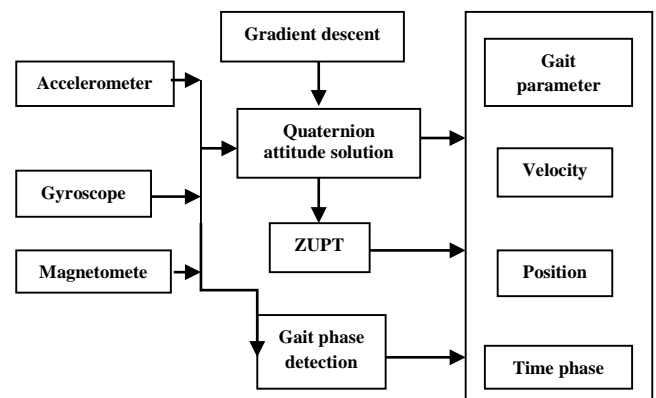 Gradient descent
Accelerometer
Gait
parameter
Quaternion
attitude solution
Velocity
Gyroscope
ZUPT
Magnetomete
Position
Gait phase
detection
Time phase